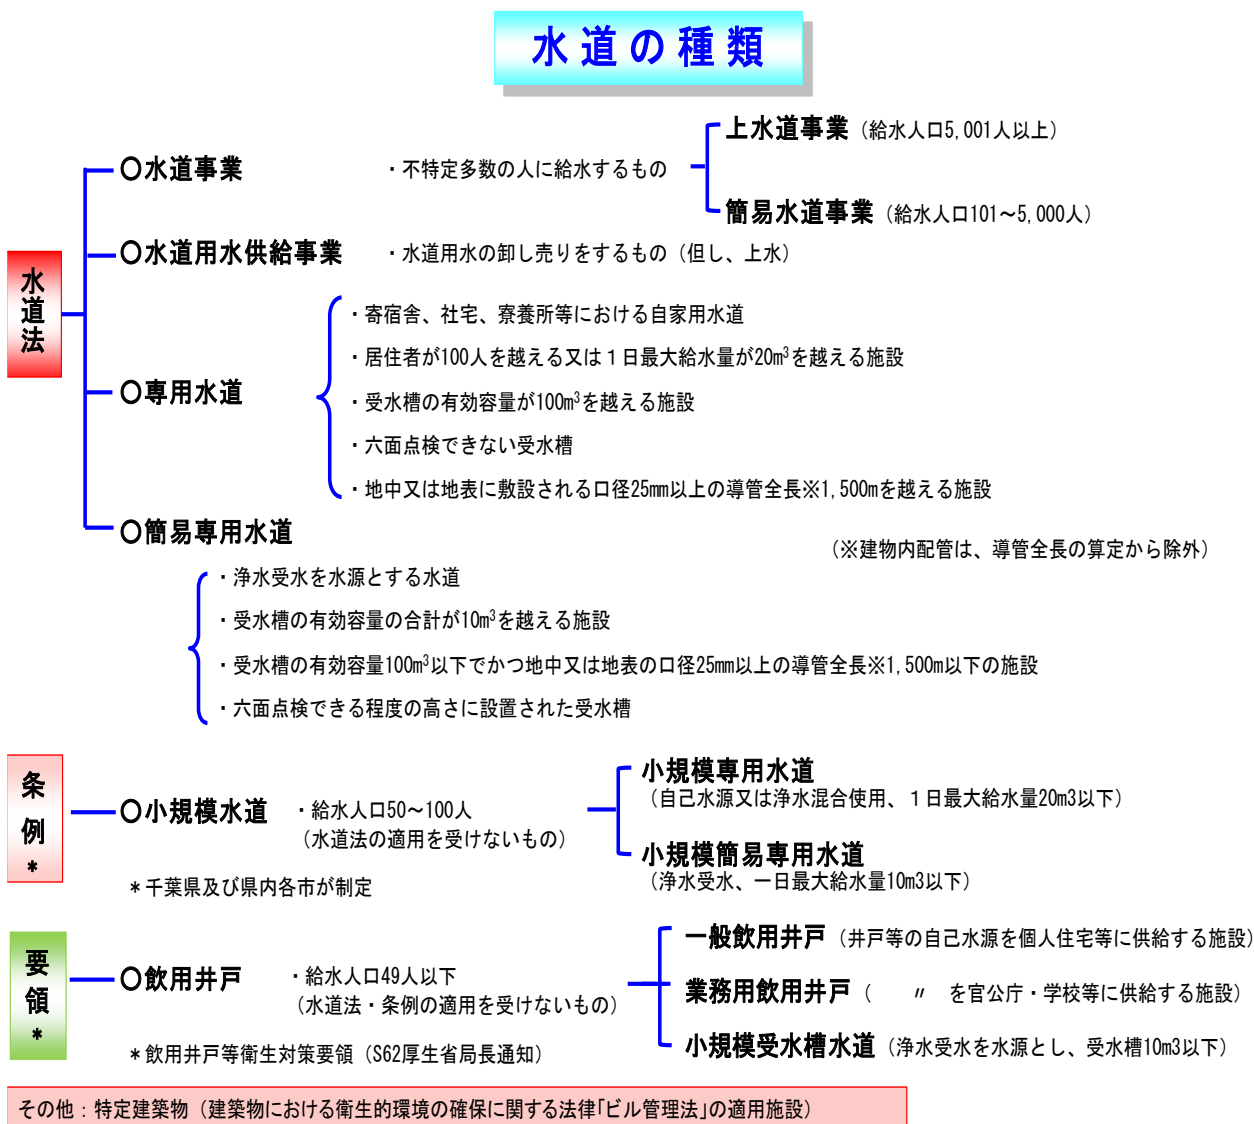 水道の種類
水道法
○水道事業
・不特定多数の人に給水するもの
上水道事業（給水人口5,001人以上）
簡易水道事業（給水人口101～5,000人）
○水道用水供給事業
・水道用水の卸し売りをするもの（但し、上水）
○専用水道
・寄宿舎、社宅、寮養所等における自家用水道
・居住者が100人を越える又は１日最大給水量が20m³を越える施設
・受水槽の有効容量が100m³を越える施設
・六面点検できない受水槽
・地中又は地表に敷設される口径25mm以上の導管全長※1,500mを越える施設
○簡易専用水道
（※建物内配管は、導管全長の算定から除外）
・浄水受水を水源とする水道
・受水槽の有効容量の合計が10m³を越える施設
・受水槽の有効容量100m³以下でかつ地中又は地表の口径25mm以上の導管全長※1,500m以下の施設
・六面点検できる程度の高さに設置された受水槽
条例*
○小規模水道
・給水人口50～100人
（水道法の適用を受けないもの）
*千葉県及び県内各市が制定
小規模専用水道
（自己水源又は浄水混合使用、１日最大給水量20m3以下）
小規模簡易専用水道
（浄水受水、一日最大給水量10m3以下）
要領*
○飲用井戸
・給水人口49人以下
（水道法・条例の適用を受けないもの）
*飲用井戸等衛生対策要領（S62厚生省局長通知）
一般飲用井戸（井戸等の自己水源を個人住宅等に供給する施設）
業務用飲用井戸（　〃　を官公庁・学校等に供給する施設）
小規模受水槽水道（浄水受水を水源とし、受水槽10m3以下）
その他：特定建築物（建築物における衛生的環境の確保に関する法律「ビル管理法」の適用施設）